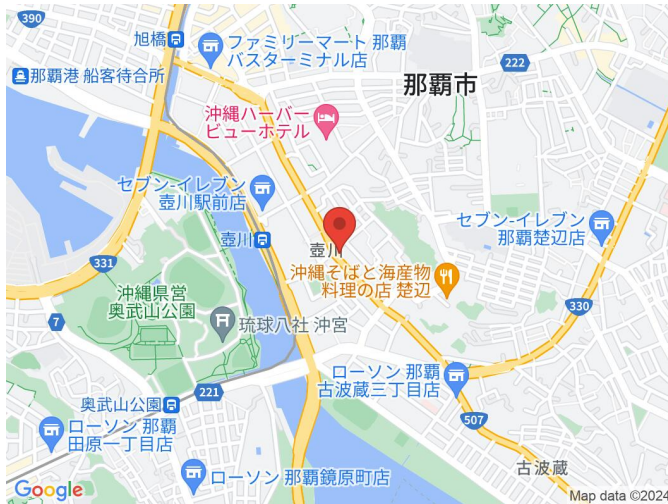 390
旭橋
ファミリーマート 那覇
バスターミナル店
222
那覇港 船客待合所
那覇市
沖縄ハーバー
ビューホテル
セブン-イレブン
壺川駅前店
セブン-イレブン
那覇楚辺店
壺川
壺川
331
沖縄そばと海産物
料理の店 楚辺
沖縄県営
奥武山公園
330
7
琉球八社 沖宮
ローソン 那覇
古波蔵三丁目店
221
奥武山公園
507
ローソン 那覇
田原一丁目店
古波蔵
ローソン 那覇鏡原町店
Google
Map data ©2024